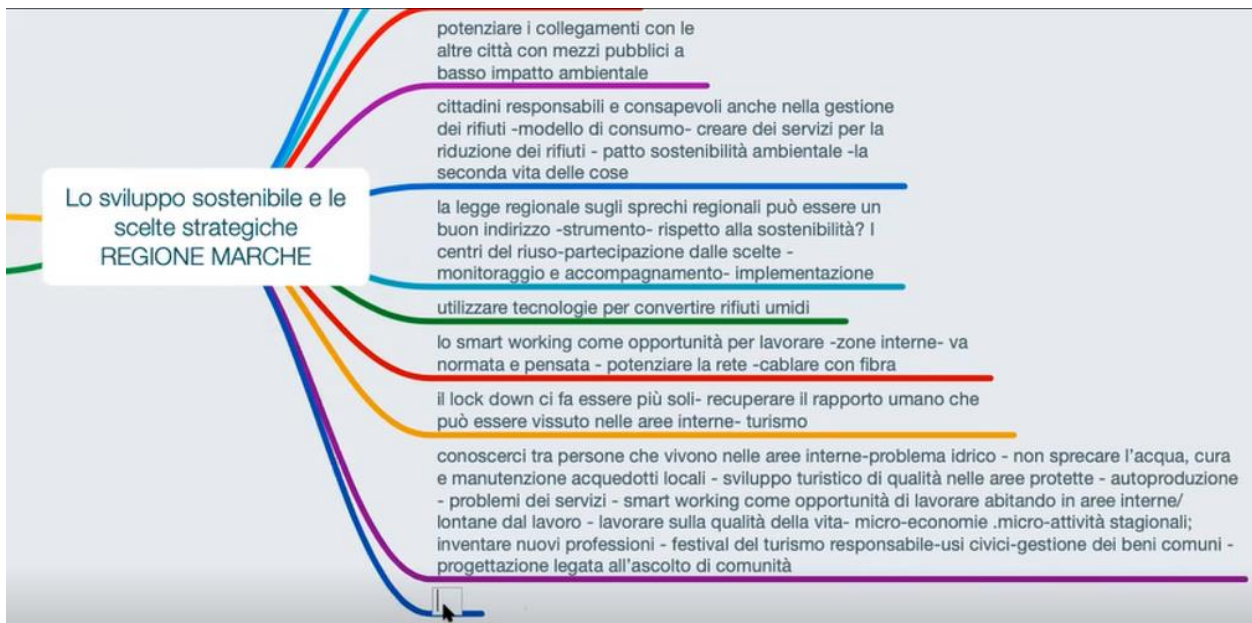 potenziare i collegamenti con le
altre città con mezzi pubblici a
basso impatto ambientale
cittadini responsabili e consapevoli anche nella gestione
dei rifiuti -modello di consumo- creare dei servizi per la
riduzione dei rifiuti - patto sostenibilità ambientale -la
seconda vita delle cose
Lo sviluppo sostenibile e le
scelte strategiche
REGIONE MARCHE
la legge regionale sugli sprechi regionali può essere un
buon indirizzo -strumento- rispetto alla sostenibilità? I
centri del riuso-partecipazione dalle scelte -
monitoraggio e accompagnamento- implementazione
utilizzare tecnologie per convertire rifiuti umidi
lo smart working come opportunità per lavorare -zone interne- va
normata e pensata - potenziare la rete -cablare con fibra
il lock down ci fa essere più soli- recuperare il rapporto umano che
può essere vissuto nelle aree interne- turismo
conoscerci tra persone che vivono nelle aree interne-problema idrico - non sprecare l'acqua, cura
e manutenzione acquedotti locali - sviluppo turistico di qualità nelle aree protette - autoproduzione
- problemi dei servizi - smart working come opportunità di lavorare abitando in aree interne/
lontane dal lavoro - lavorare sulla qualità della vita- micro-economie .micro-attività stagionali;
inventare nuovi professioni - festival del turismo responsabile-usi civici-gestione dei beni comuni -
progettazione legata all'ascolto di comunità